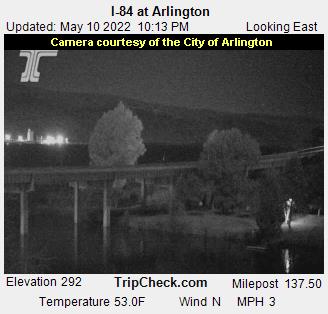 I-84 at Arlington
Updated: May 10 2022 10:13 PM Looking East
Camera courtesy of the City of Arlington
Elevation 292 TripCheck.com Milepost 137.50
Temperature 53.0F Wind N MPH 3